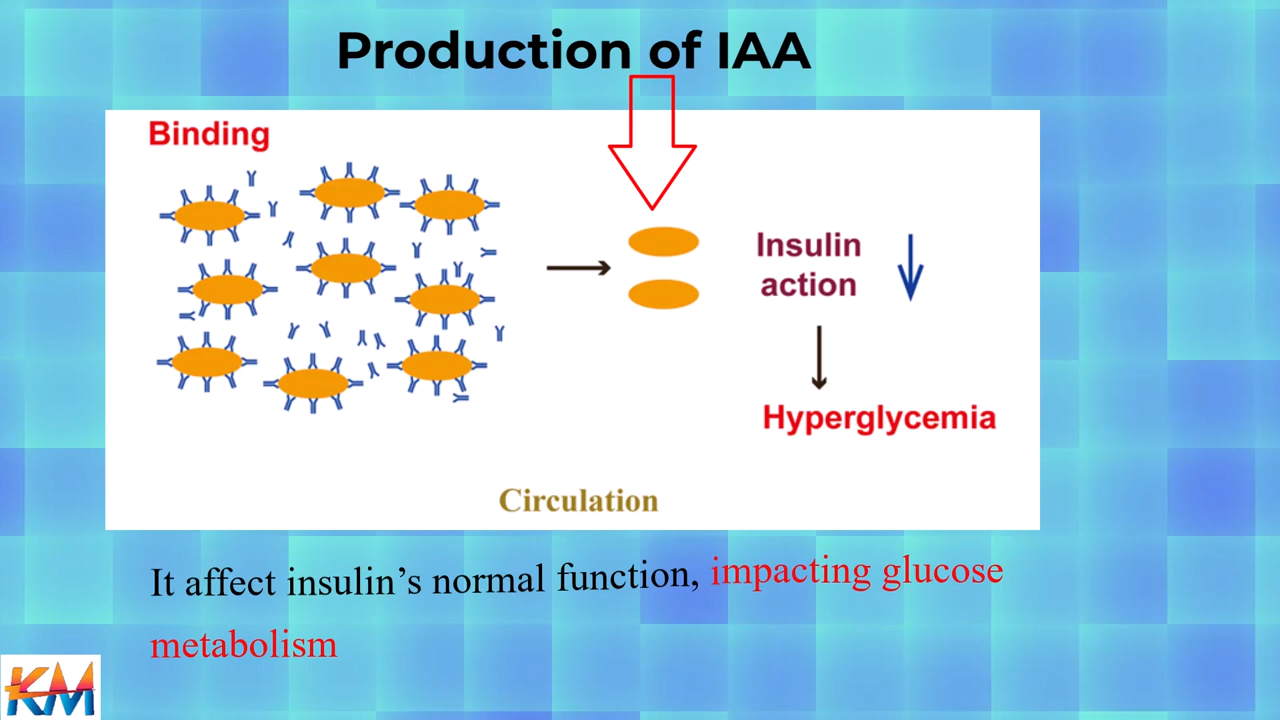 Production of IAA
Binding
Insulin
action
Hyperglycemia
Circulation
It affect insulin’s normal function, impacting glucose
metabolism
KM